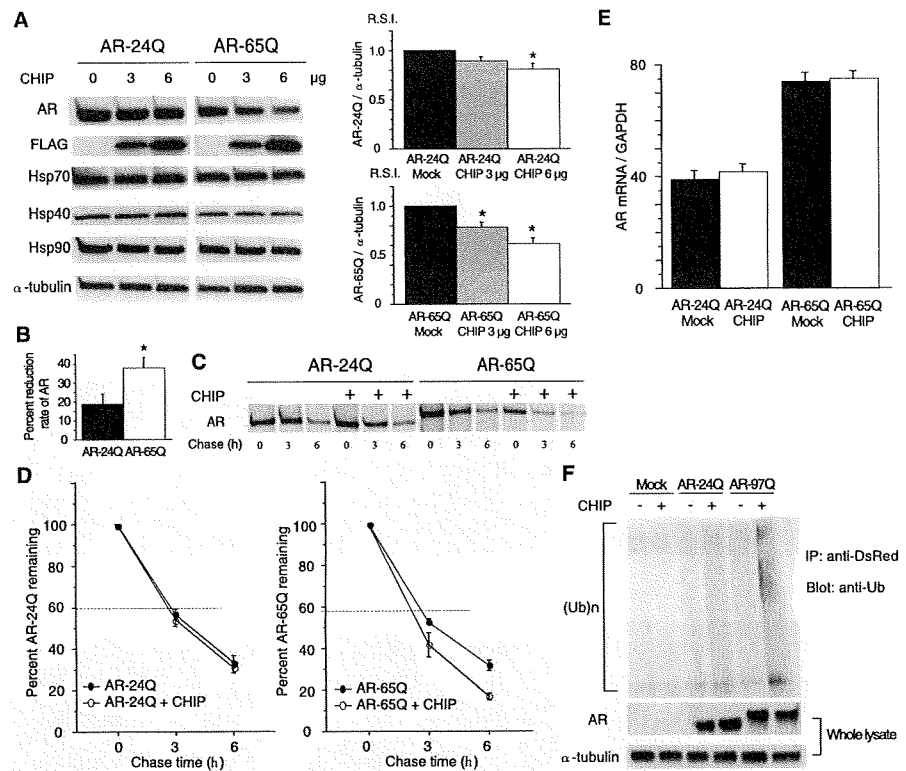 A
AR-24Q AR-65Q
CHIP 0 3 6 0 3 6 µg
AR
FLAG
Hsp70
Hsp40
Hsp90
α-tubulin
R.S.I.
AR-24Q / α-tubulin
1.0
0.5
0
AR-24Q Mock
AR-24Q CHIP 3 µg
AR-24Q CHIP 6 µg
*
R.S.I.
AR-65Q / α-tubulin
1.0
0.5
0
AR-65Q Mock
AR-65Q CHIP 3 µg
AR-65Q CHIP 6 µg
* *
B
Percent reduction
rate of AR
40
30
20
10
0
*
AR-24Q AR-65Q
C
AR-24Q AR-65Q
CHIP + + + + + +
AR
Chase (h) 0 3 6 0 3 6 0 3 6 0 3 6
D
Percent AR-24Q remaining
100
80
60
40
20
0
AR-24Q
AR-24Q + CHIP
0 3 6
Chase time (h)
Percent AR-65Q remaining
100
80
60
40
20
0
AR-65Q
AR-65Q + CHIP
0 3 6
Chase time (h)
E
AR mRNA / GAPDH
80
40
0
AR-24Q Mock
AR-24Q CHIP
AR-65Q Mock
AR-65Q CHIP
F
Mock AR-24Q AR-97Q
CHIP - + - + - +
(Ub)n
IP: anti-DsRed
Blot: anti-Ub
AR
α-tubulin
Whole lysate